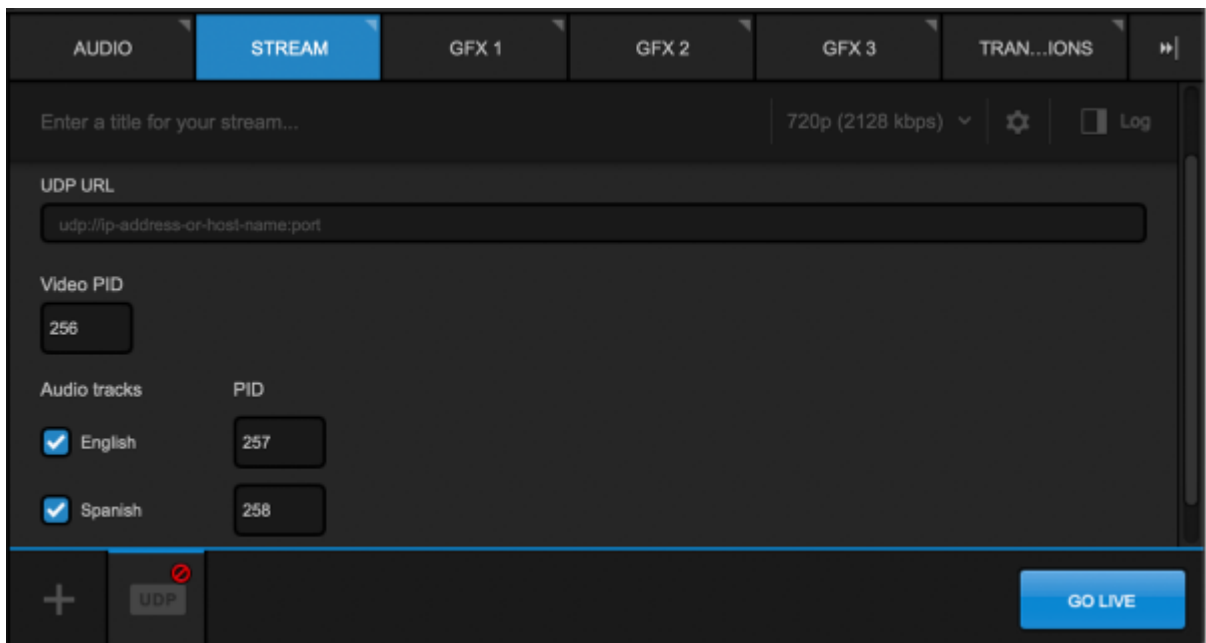 AUDIO STREAM GFX 1 GFX 2 GFX 3 TRAN...IONS
Enter a title for your stream... 720p (2128 kbps) Log
UDP URL
udp://ip-address-or-host-name:port
Video PID
256
Audio tracks PID
English 257
Spanish 258
UDP GO LIVE